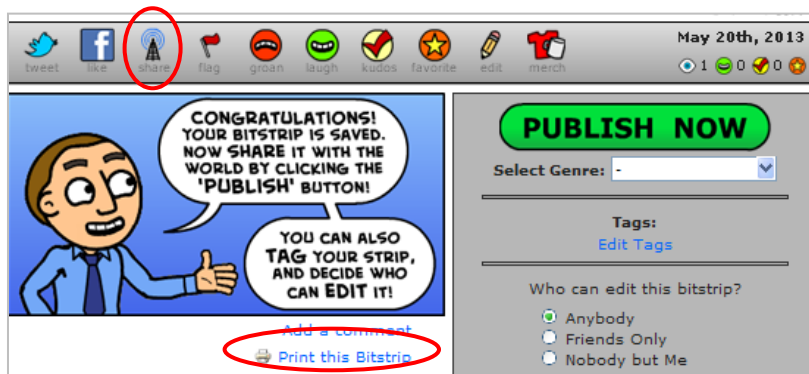 tweet like share flag groan laugh kudos favorite edit merch
May 20th, 2013
1 0 0
CONGRATULATIONS!
YOUR BITSTRIP IS SAVED.
NOW SHARE IT WITH THE
WORLD BY CLICKING THE
'PUBLISH' BUTTON!
YOU CAN ALSO
TAG YOUR STRIP,
AND DECIDE WHO
CAN EDIT IT!
Add a comment
Print this Bitstrip
PUBLISH NOW
Select Genre: -
Tags:
Edit Tags
Who can edit this bitstrip?
Anybody
Friends Only
Nobody but Me